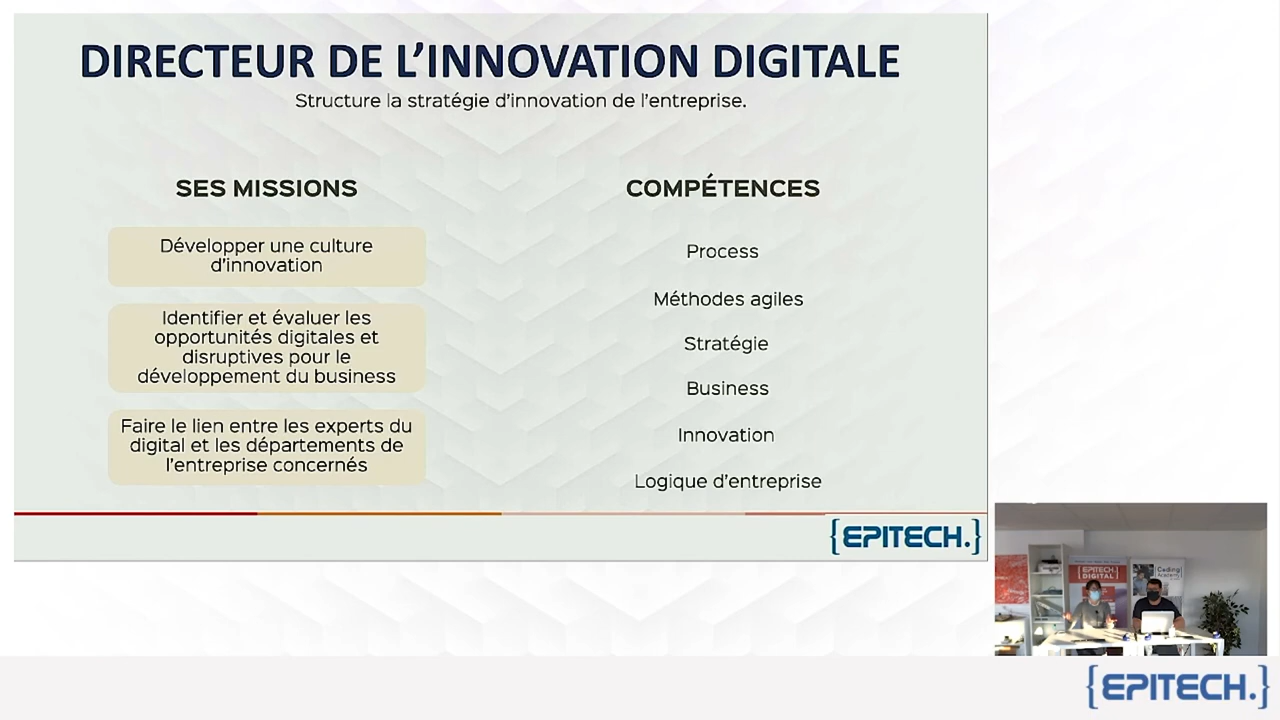 DIRECTEUR DE L’INNOVATION DIGITALE
Structure la stratégie d’innovation de l’entreprise.
SES MISSIONS
Développer une culture
d’innovation
Identifier et évaluer les
opportunités digitales et
disruptives pour le
développement du business
Faire le lien entre les experts du
digital et les départements de
l’entreprise concernés
COMPÉTENCES
Process
Méthodes agiles
Stratégie
Business
Innovation
Logique d’entreprise
{EPITECH.}
{EPITECH.}
DIGITAL
Coding
Academy
{EPITECH.}